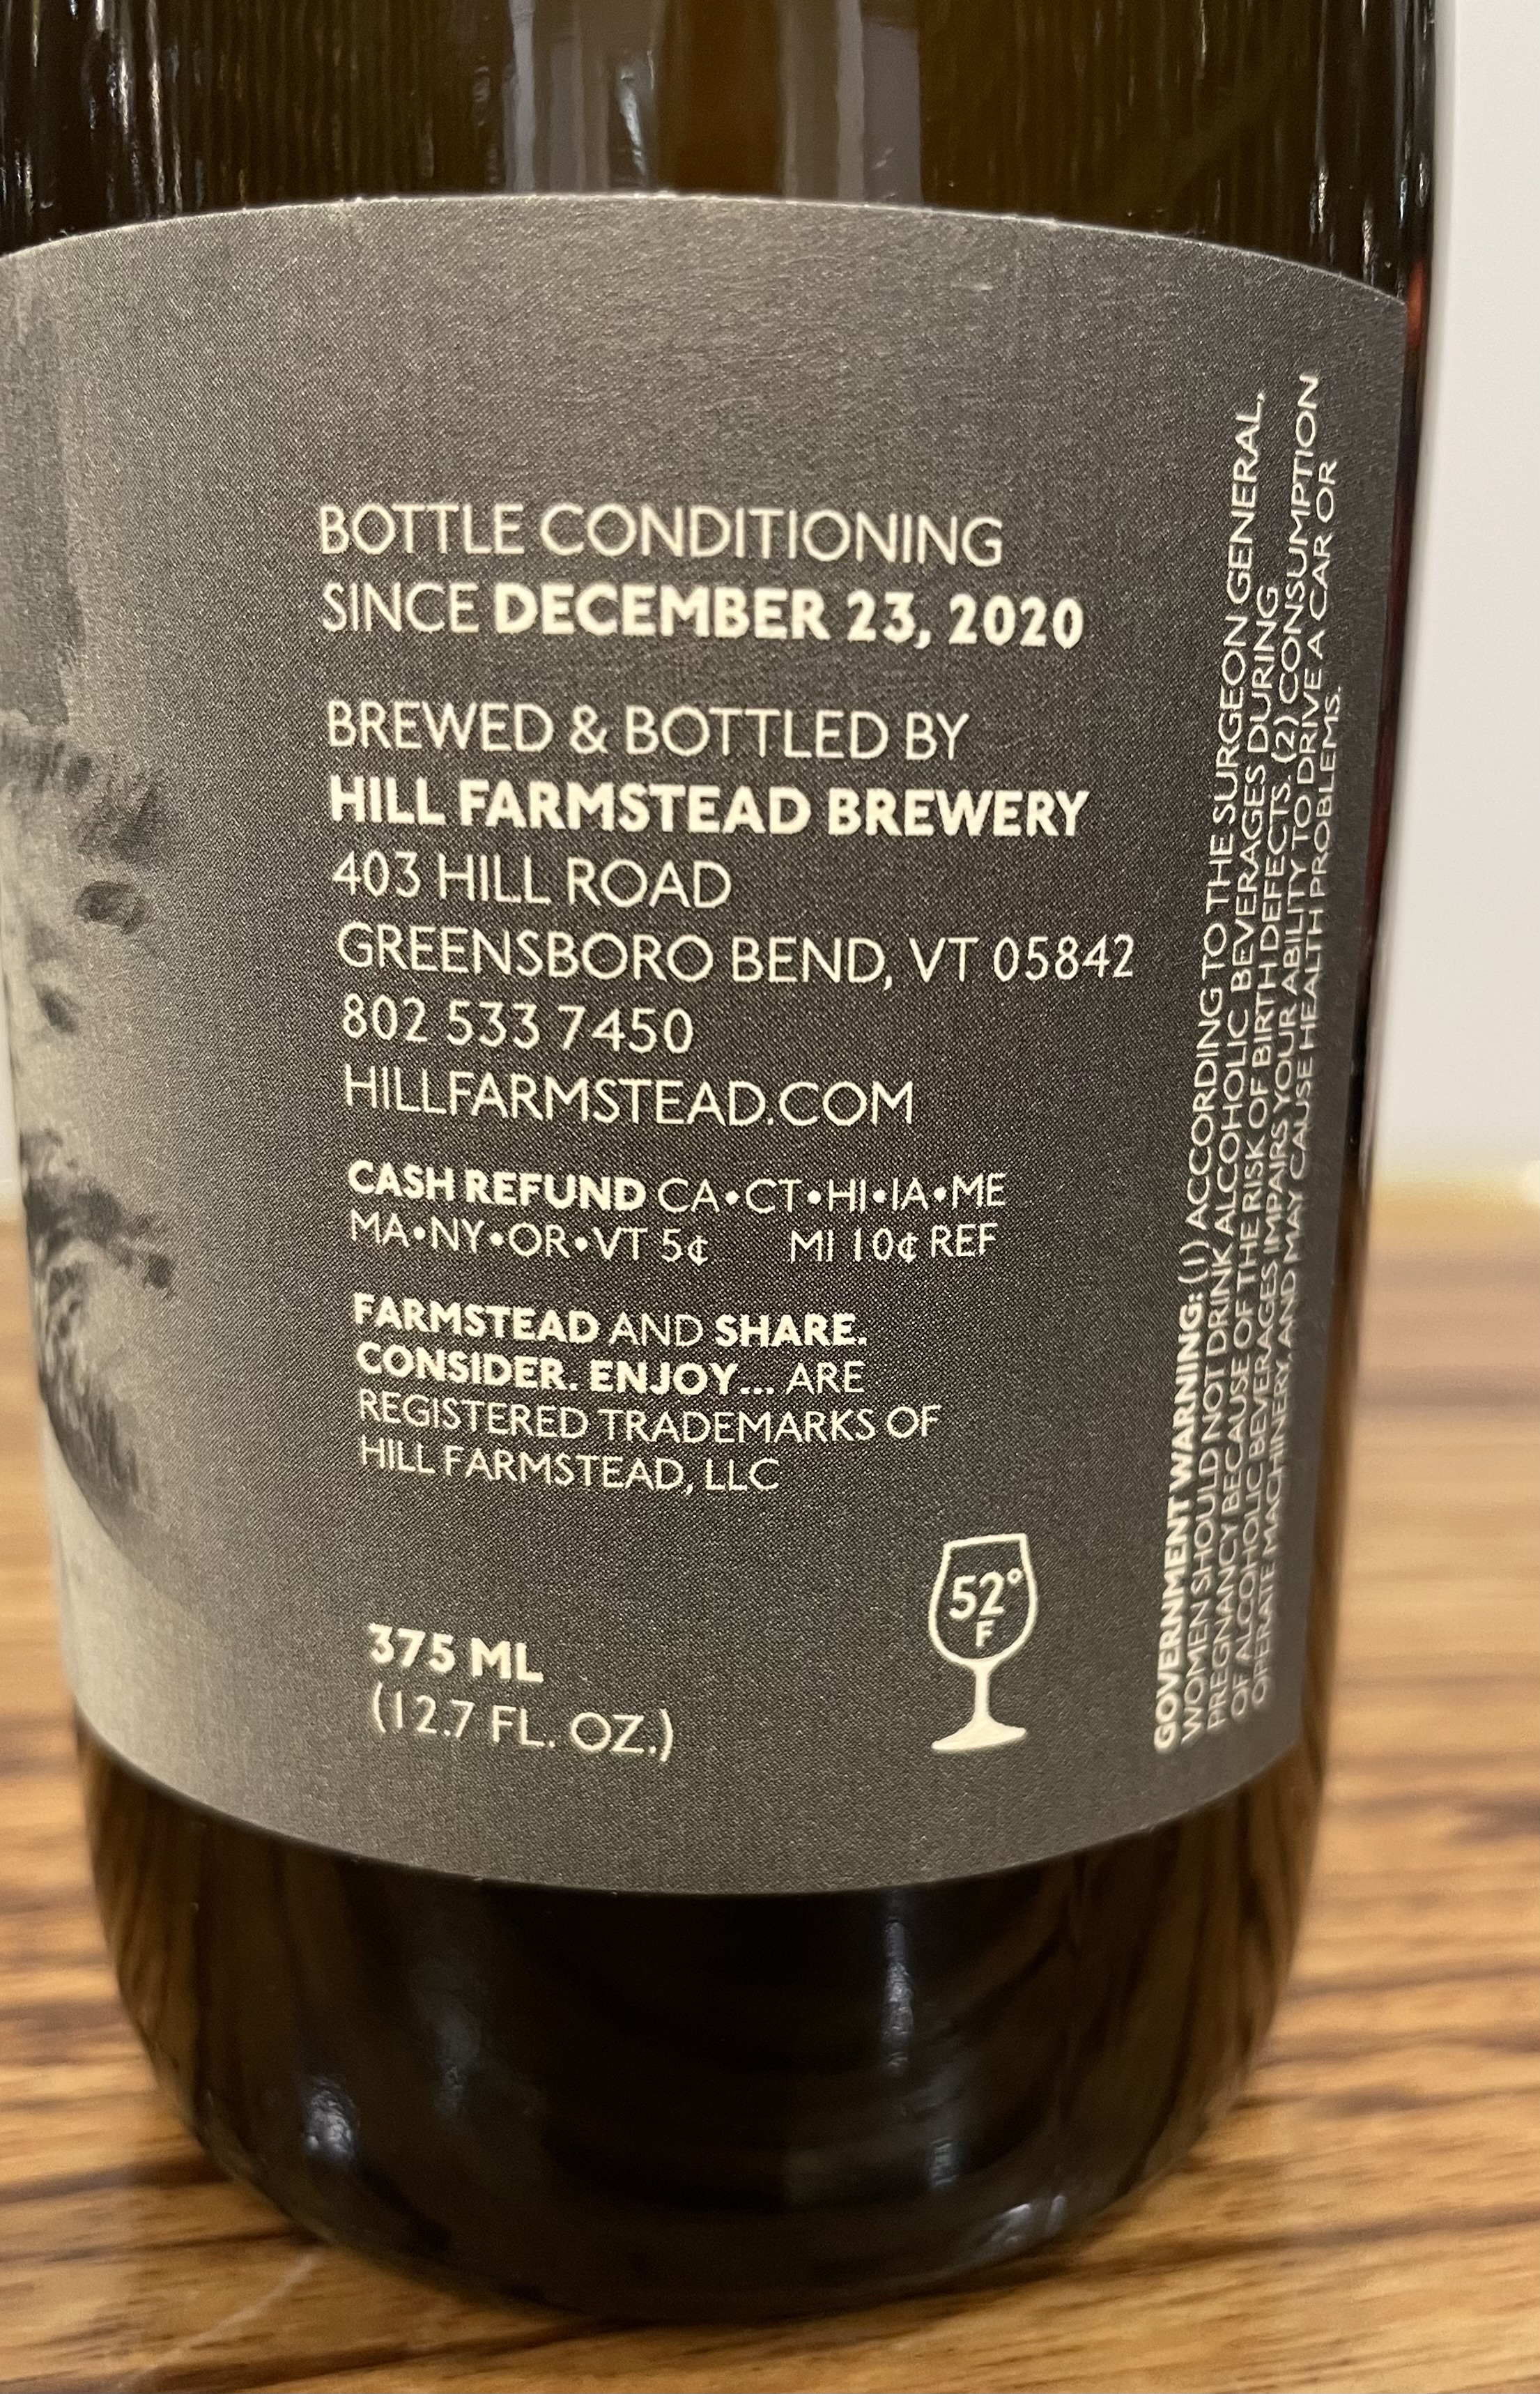 BOTTLE CONDITIONING
SINCE DECEMBER 23, 2020
BREWED & BOTTLED BY
HILL FARMSTEAD BREWERY
403 HILL ROAD
GREENSBORO BEND, VT 05842
802 533 7450
HILLFARMSTEAD.COM
CASH REFUND CA•CT•HI•IA•ME
MA•NY•OR•VT 5¢ MI 10¢ REF
FARMSTEAD AND SHARE.
CONSIDER. ENJOY... ARE
REGISTERED TRADEMARKS OF
HILL FARMSTEAD, LLC
375 ML
(12.7 FL. OZ.)
52°
F
GOVERNMENT WARNING: (1) ACCORDING TO THE SURGEON GENERAL,
WOMEN SHOULD NOT DRINK ALCOHOLIC BEVERAGES DURING
PREGNANCY BECAUSE OF THE RISK OF BIRTH DEFECTS. (2) CONSUMPTION
OF ALCOHOLIC BEVERAGES IMPAIRS YOUR ABILITY TO DRIVE A CAR OR
OPERATE MACHINERY, AND MAY CAUSE HEALTH PROBLEMS.